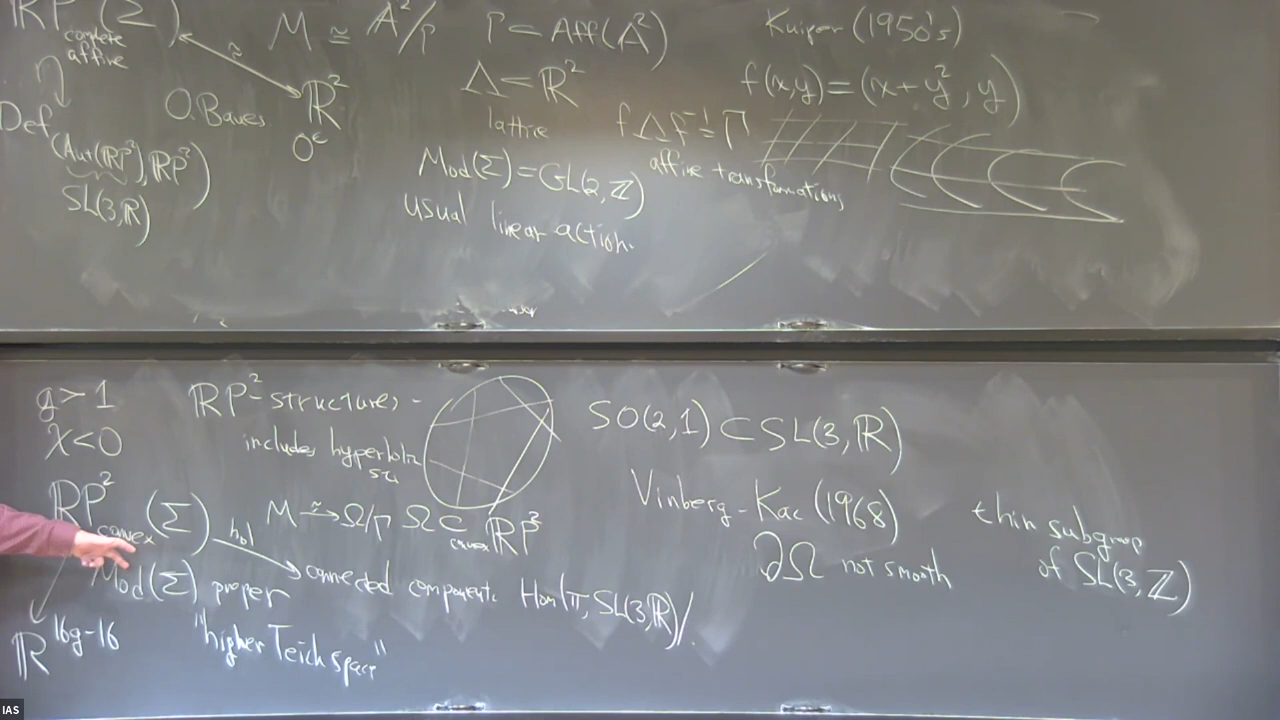 RP (Σ)
complete
affine
Def
(Aut(RP²), RP²)
SL(3,R)
≅
O. Baues
R²
0∈
M ≅ A²/Γ Γ ⊂ Aff(A²)
Λ < R²
lattice
f Λ f⁻¹ = Γ
affine transformations
Mod(Σ) = GL(2,Z)
usual linear action.
Kuiper (1950's)
f(x,y) = (x+y², y)
g > 1
χ < 0
RP²convex (Σ)
Mod(Σ) proper
R^16g-16
"higher Teich space"
RP²-structures -
includes hyperbolic
M ≅→ Ω/Γ Ω ⊂convex RP²
hol
connected component. Hom(π, SL(3,R))/
SO(2,1) ⊂ SL(3,R)
Vinberg - Kac (1968)
∂Ω not smooth
thin subgroup
of SL(3,Z)
IAS